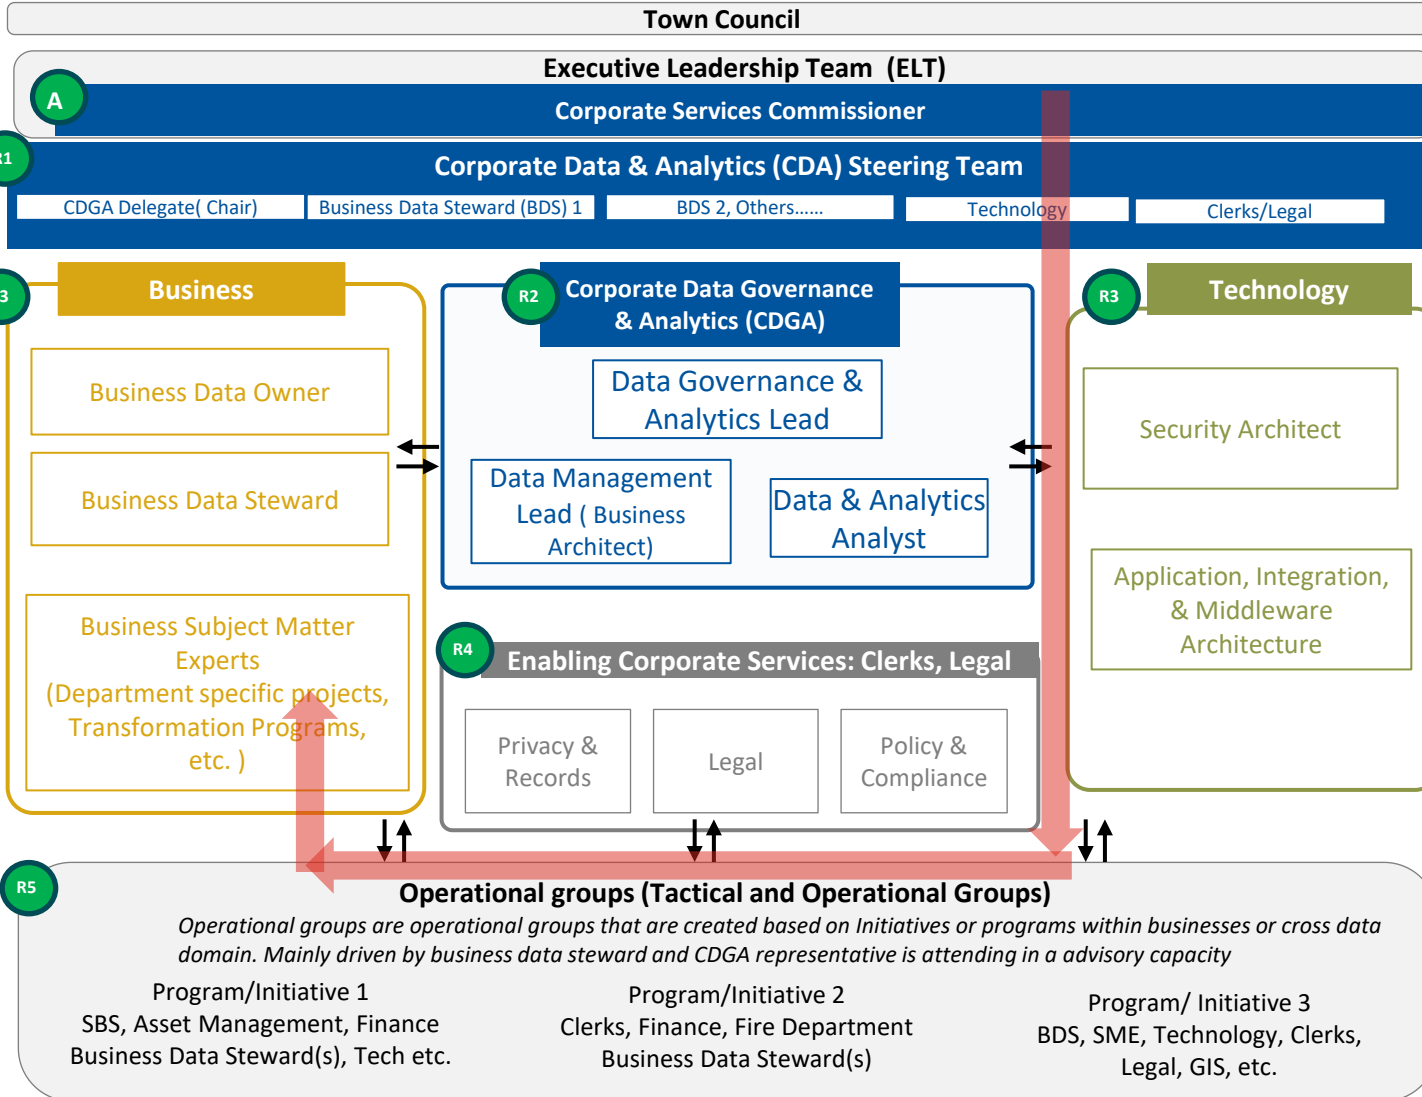 Town Council
Executive Leadership Team (ELT)
A
Corporate Services Commissioner
R1
Corporate Data & Analytics (CDA) Steering Team
CDGA Delegate( Chair)
Business Data Steward (BDS) 1
BDS 2, Others......
Technology
Clerks/Legal
3
Business
R2
Corporate Data Governance
& Analytics (CDGA)
R3
Technology
Business Data Owner
Business Data Steward
Business Subject Matter
Experts
(Department specific projects,
Transformation Programs,
etc. )
Data Governance &
Analytics Lead
Data Management
Lead ( Business
Architect)
Data & Analytics
Analyst
Security Architect
Application, Integration,
& Middleware
Architecture
R4
Enabling Corporate Services: Clerks, Legal
Privacy &
Records
Legal
Policy &
Compliance
R5
Operational groups (Tactical and Operational Groups)
Operational groups are operational groups that are created based on Initiatives or programs within businesses or cross data
domain. Mainly driven by business data steward and CDGA representative is attending in a advisory capacity
Program/Initiative 1
SBS, Asset Management, Finance
Business Data Steward(s), Tech etc.
Program/Initiative 2
Clerks, Finance, Fire Department
Business Data Steward(s)
Program/ Initiative 3
BDS, SME, Technology, Clerks,
Legal, GIS, etc.